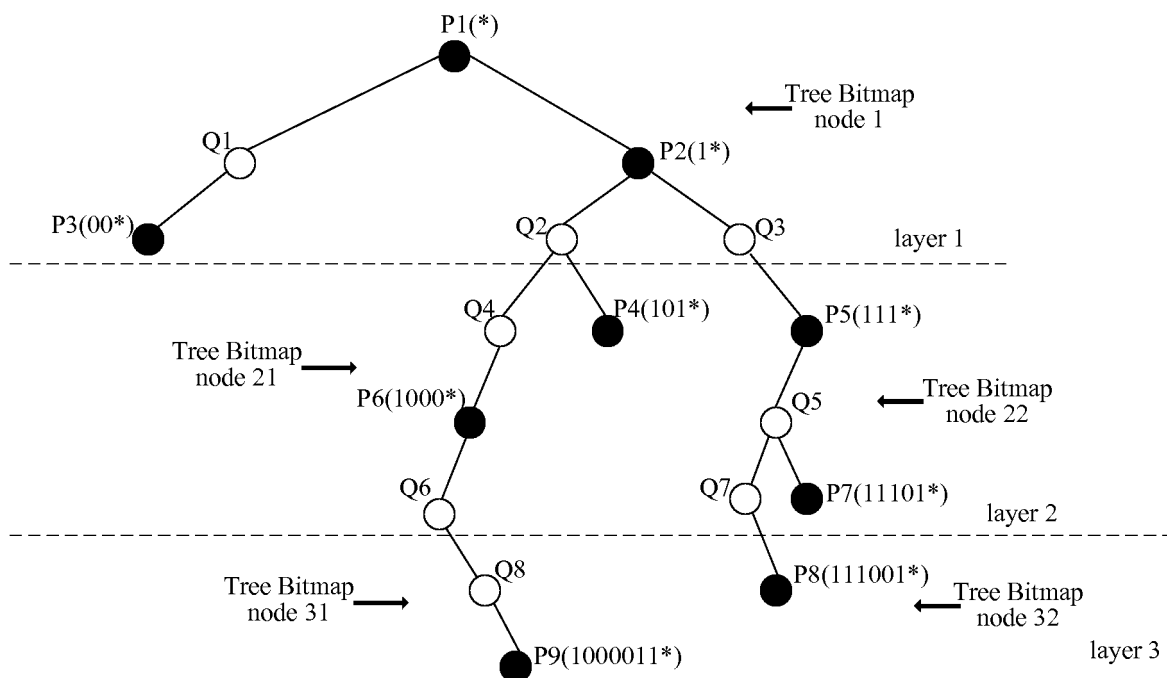 P1(*)
Tree Bitmap
node 1
Q1
P2(1*)
P3(00*)
Q2
Q3
layer 1
Q4
P4(101*)
P5(111*)
Tree Bitmap
node 21
P6(1000*)
Q5
Tree Bitmap
node 22
Q6
Q7
P7(11101*)
layer 2
Q8
P8(111001*)
Tree Bitmap
node 31
Tree Bitmap
node 32
P9(1000011*)
layer 3